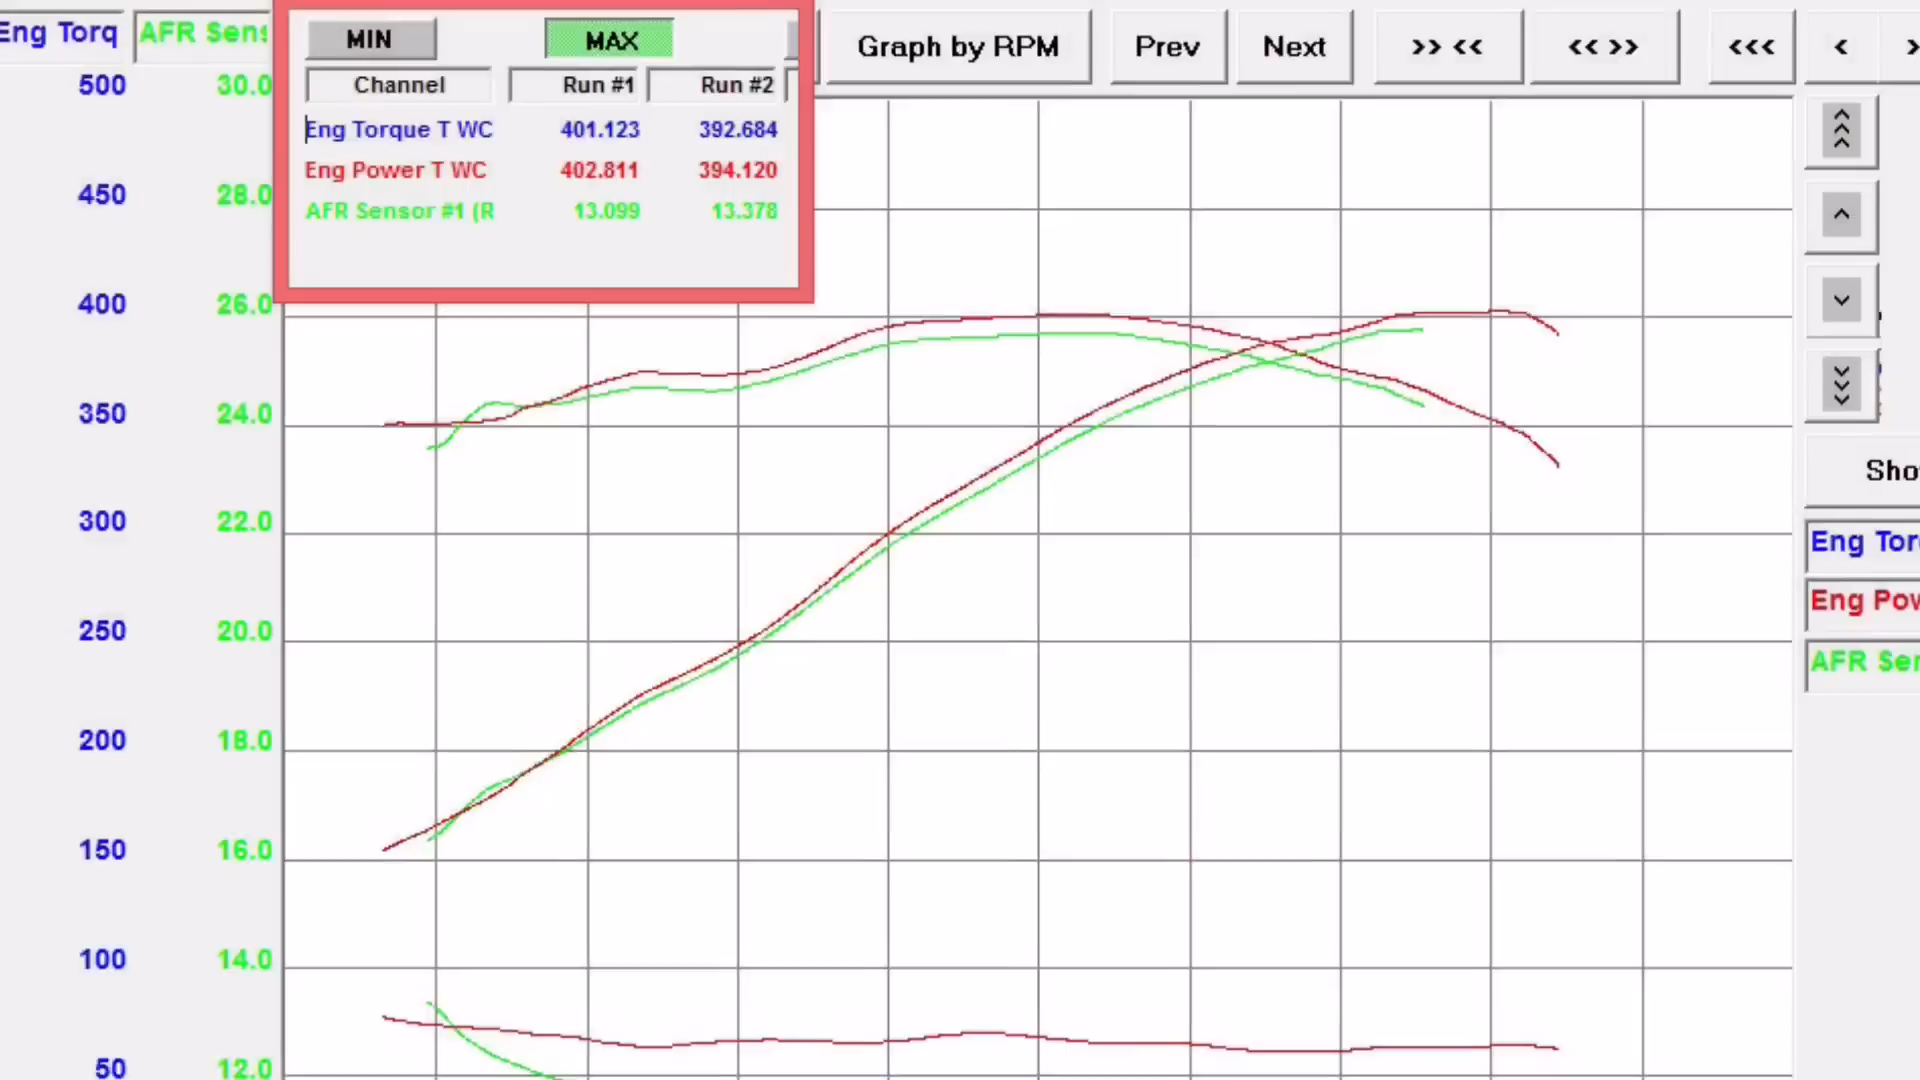 Eng Torq AFR Sens
MIN MAX
Graph by RPM Prev Next >> << << >> <<< < >
Channel Run #1 Run #2
Eng Torque T WC 401.123 392.684
Eng Power T WC 402.811 394.120
AFR Sensor #1 (R 13.099 13.378
500 30.0
450 28.0
400 26.0
350 24.0
300 22.0
250 20.0
200 18.0
150 16.0
100 14.0
50 12.0
Sho
Eng Tor
Eng Pow
AFR Sen